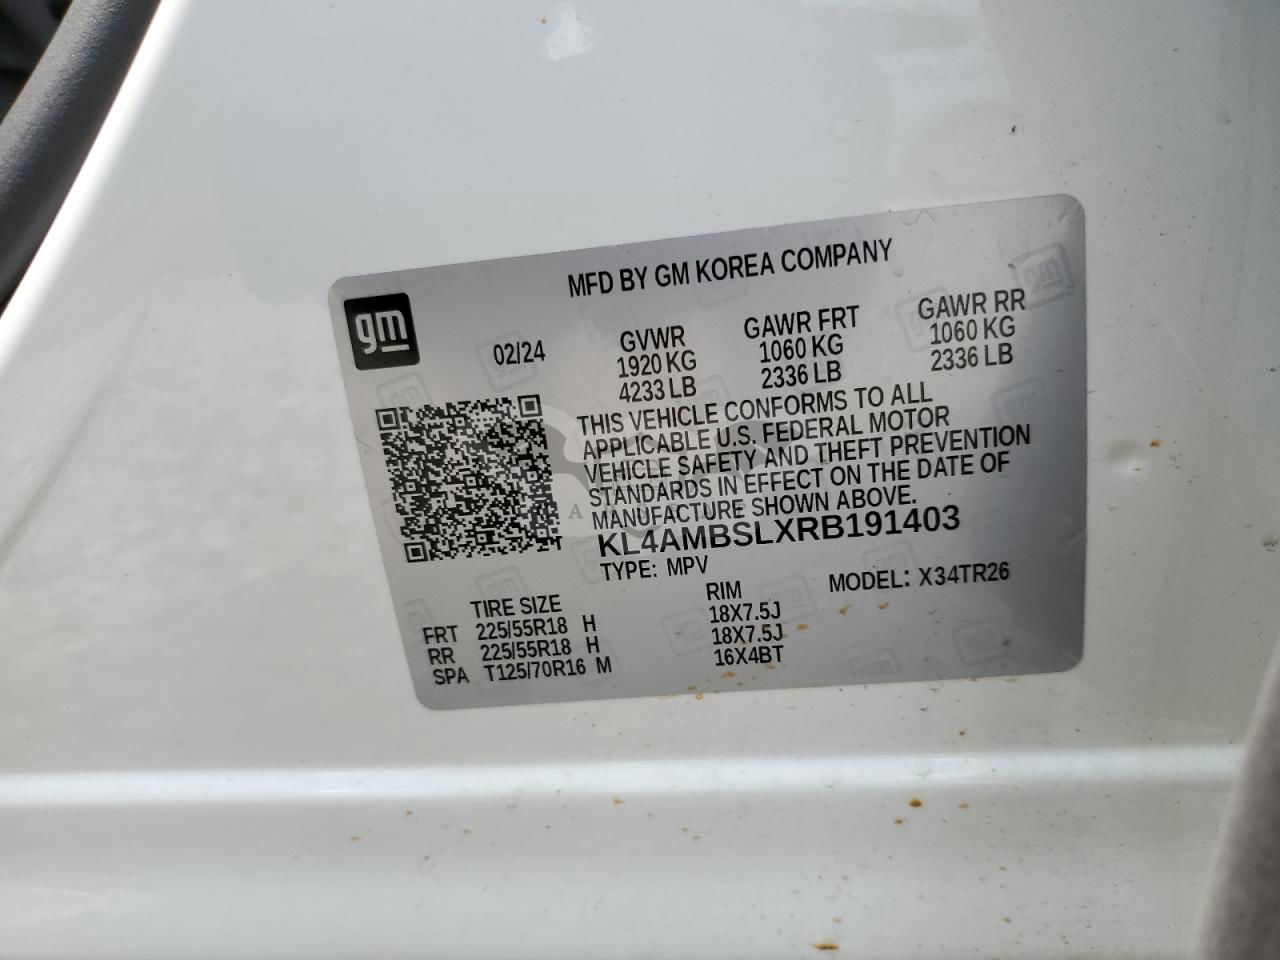 MFD BY GM KOREA COMPANY
gm
02/24
GVWR GAWR FRT GAWR RR
1920 KG 1060 KG 1060 KG
4233 LB 2336 LB 2336 LB
THIS VEHICLE CONFORMS TO ALL
APPLICABLE U.S. FEDERAL MOTOR
VEHICLE SAFETY AND THEFT PREVENTION
STANDARDS IN EFFECT ON THE DATE OF
MANUFACTURE SHOWN ABOVE.
KL4AMBSLXRB191403
TYPE: MPV
MODEL: X34TR26
TIRE SIZE RIM
FRT 225/55R18 H 18X7.5J
RR 225/55R18 H 18X7.5J
SPA T125/70R16 M 16X4BT